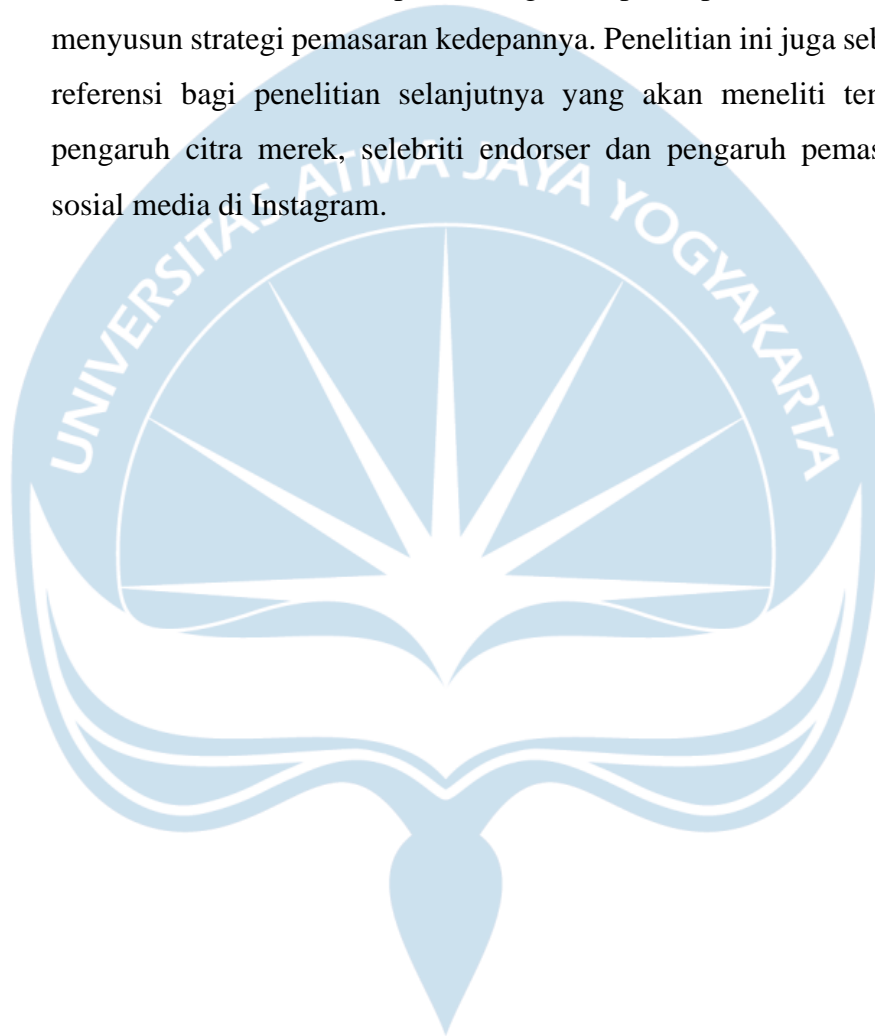 menyusun strategi pemasaran kedepannya. Penelitian ini juga
referensi bagi penelitian selanjutnya yang akan meneliti
pengaruh citra merek, selebriti endorser dan pengaruh
sosial media di Instagram.
UNIVERSITAS ATMA JAYA YOGYAKARTA